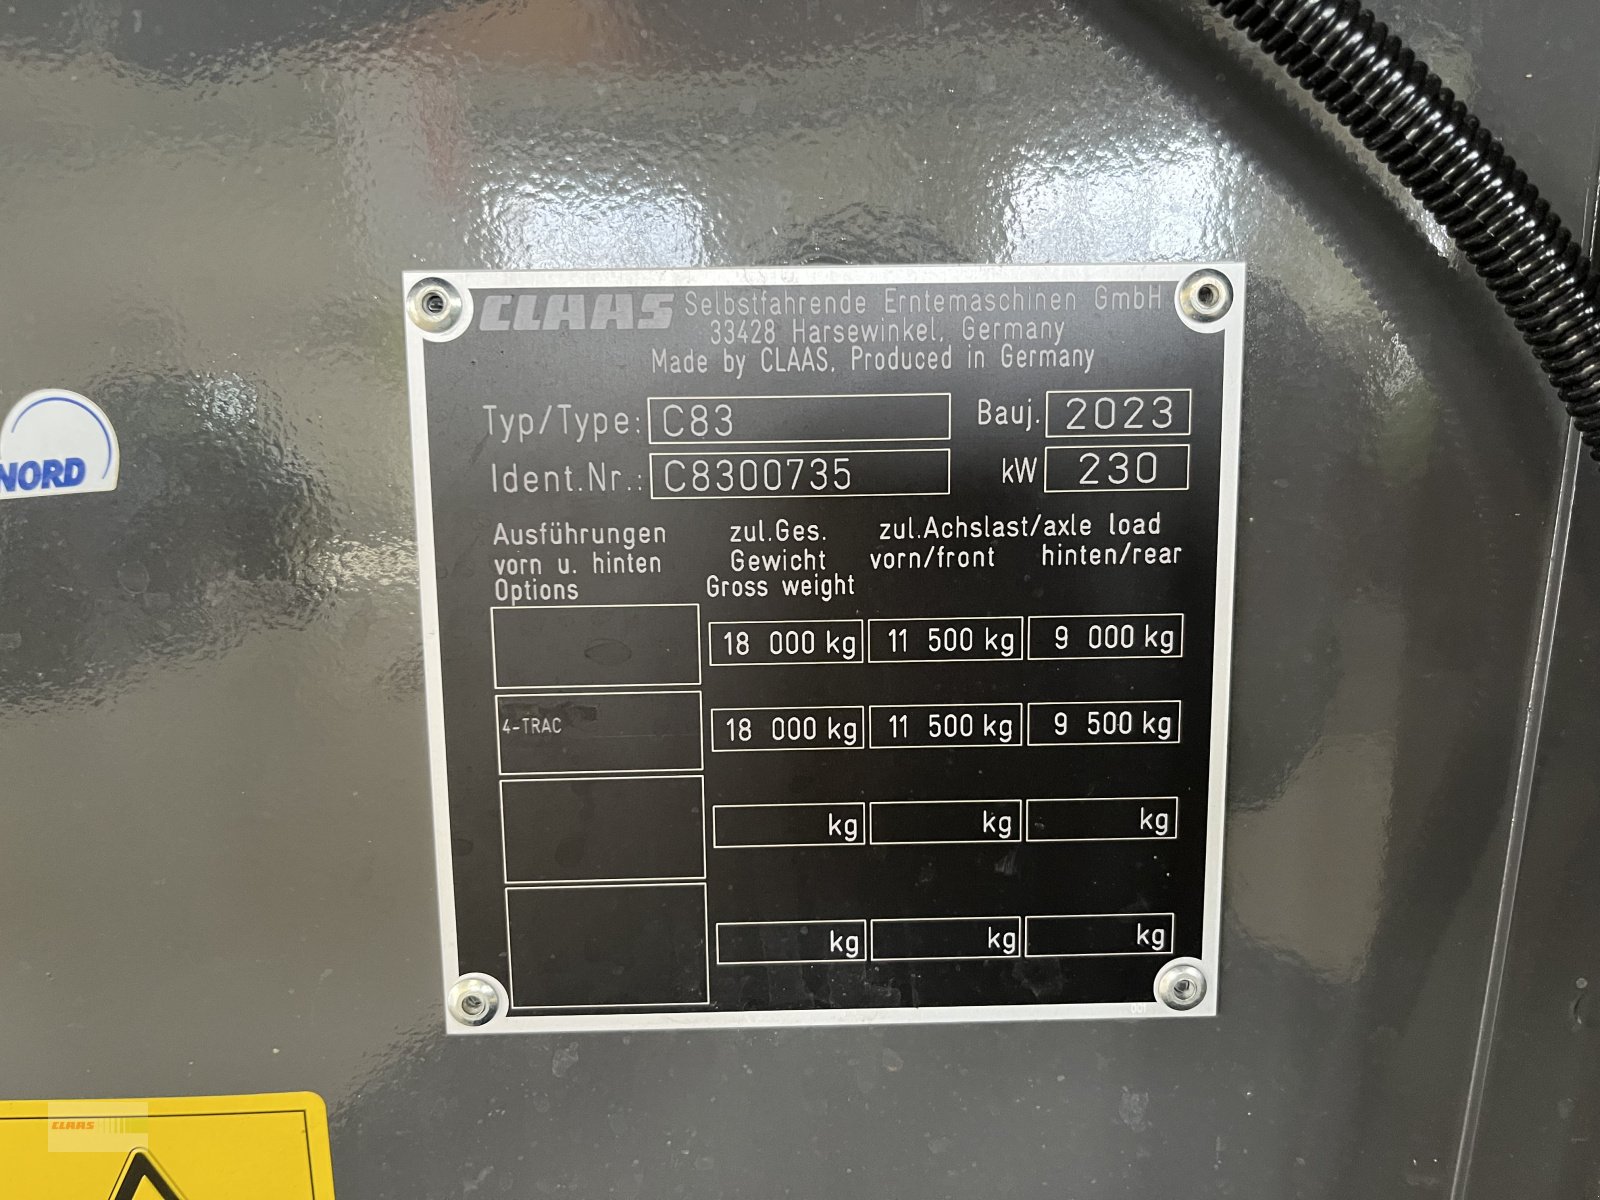 CLAAS Selbstfahrende Erntemaschinen GmbH
33428 Harsewinkel, Germany
Made by CLAAS, Produced in Germany
Typ/Type: C83 Bauj. 2023
Ident.Nr.: C8300735 kW 230
Ausführungen zul.Ges. zul.Achslast/axle load
vorn u. hinten Gewicht vorn/front hinten/rear
Options Gross weight
18 000 kg 11 500 kg 9 000 kg
4-TRAC 18 000 kg 11 500 kg 9 500 kg
kg kg kg
kg kg kg
001
NORD
CLAAS